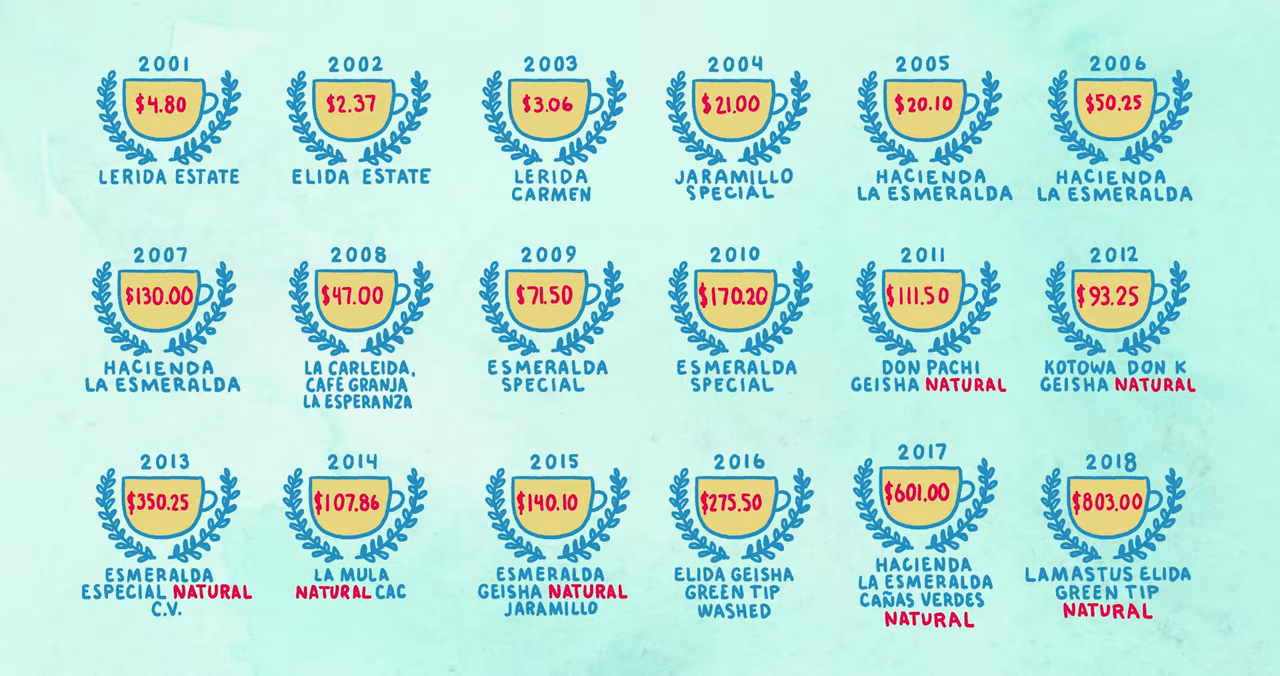 2001
$4.80
LERIDA ESTATE
2002
$2.37
ELIDA ESTATE
2003
$3.06
LERIDA
CARMEN
2004
$21.00
JARAMILLO
SPECIAL
2005
$20.10
HACIENDA
LA ESMERALDA
2006
$50.25
HACIENDA
LA ESMERALDA
2007
$130.00
HACIENDA
LA ESMERALDA
2008
$47.00
LA CARLEIDA,
CAFÉ GRANJA
LA ESPERANZA
2009
$71.50
ESMERALDA
SPECIAL
2010
$170.20
ESMERALDA
SPECIAL
2011
$111.50
DON PACHI
GEISHA NATURAL
2012
$93.25
KOTOWA DON K
GEISHA NATURAL
2013
$350.25
ESMERALDA
ESPECIAL NATURAL
C.V.
2014
$107.86
LA MULA
NATURAL CAC
2015
$140.10
ESMERALDA
GEISHA NATURAL
JARAMILLO
2016
$275.50
ELIDA GEISHA
GREEN TIP
WASHED
2017
$601.00
HACIENDA
LA ESMERALDA
CAÑAS VERDES
NATURAL
2018
$803.00
LAMASTUS ELIDA
GREEN TIP
NATURAL